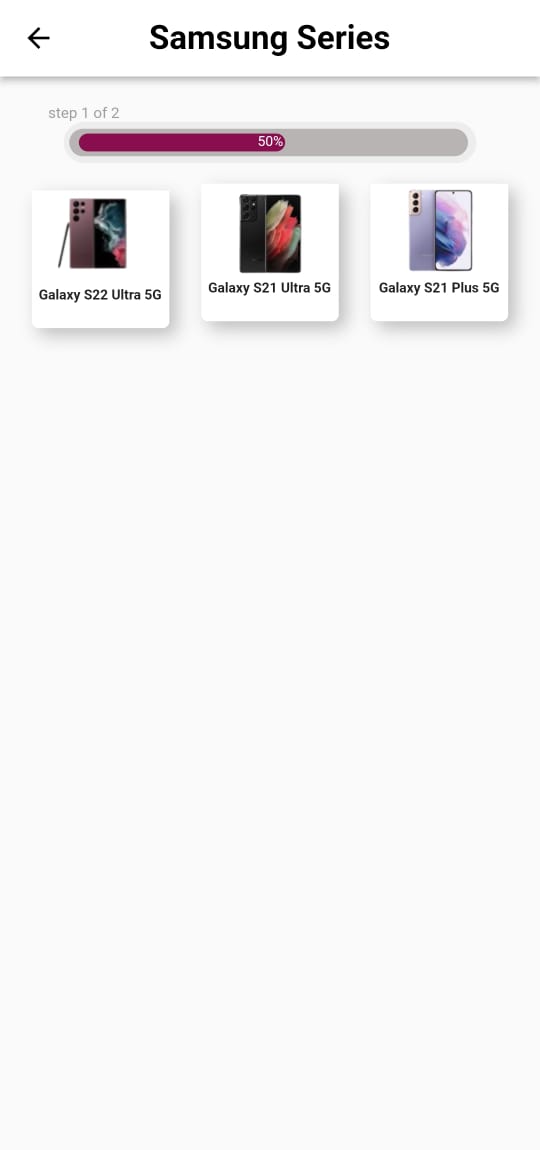 Samsung Series
step 1 of 2
50%
Galaxy S22 Ultra 5G
Galaxy S21 Ultra 5G
Galaxy S21 Plus 5G